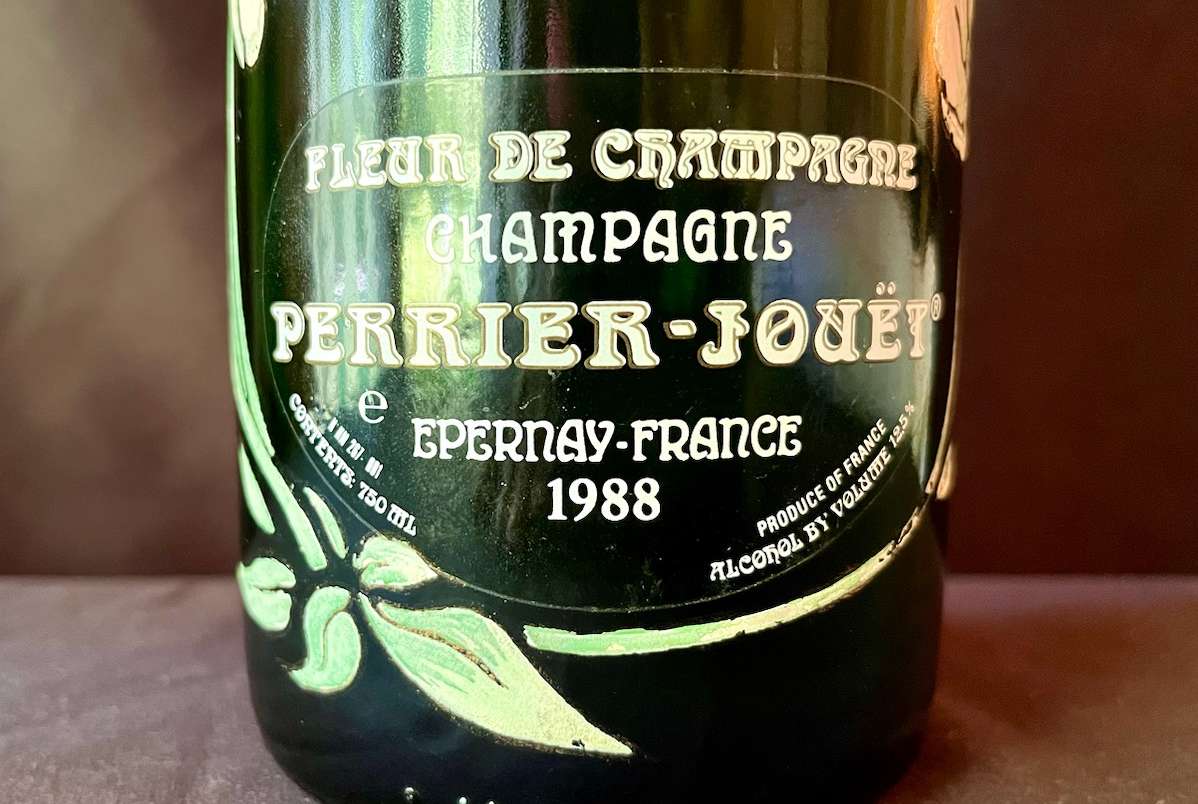 FLEUR DE CHAMPAGNE
CHAMPAGNE
PERRIER-JOUËT®
e
EPERNAY-FRANCE
1988
CONTENTS: 750 ML
PRODUCE OF FRANCE
ALCOHOL BY VOLUME 12.5%